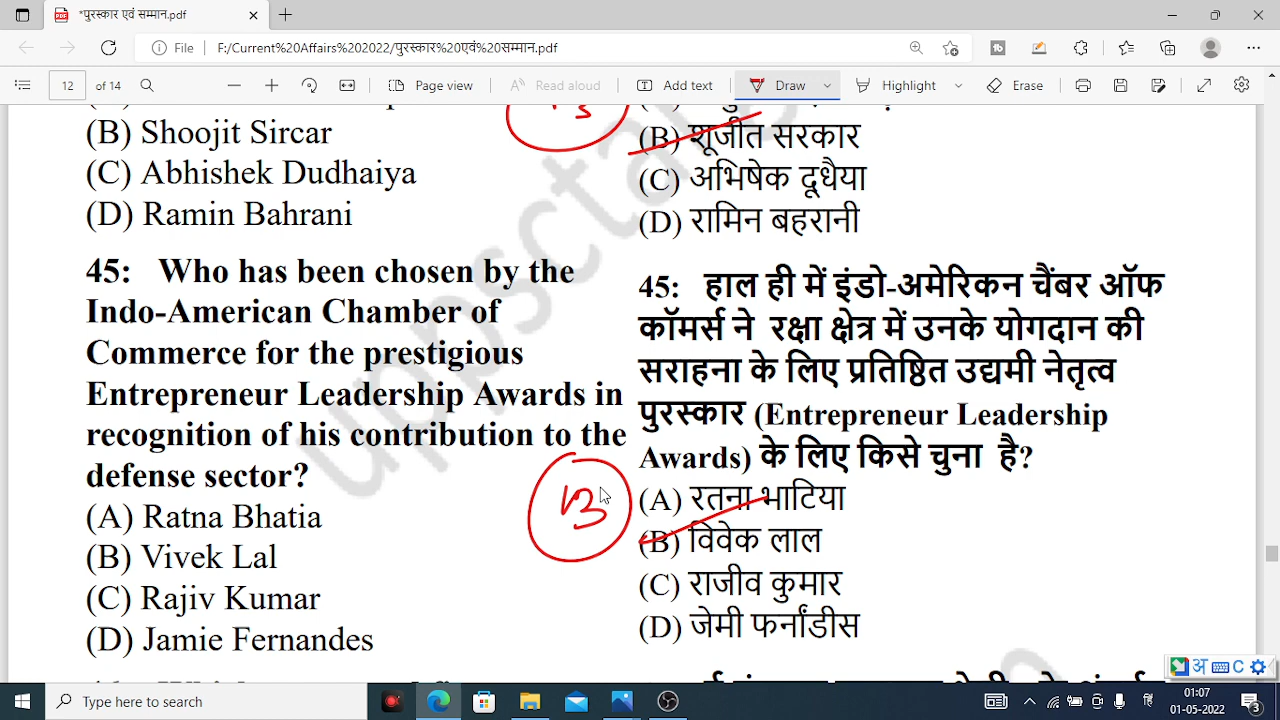 *पुरस्कार एवं सम्मान.pdf
File F:/Current%20Affairs%202022/पुरस्कार%20एवं%20सम्मान.pdf
12 of 14 Page view Read aloud Add text Draw Highlight Erase
(B) Shoojit Sircar
(C) Abhishek Dudhaiya
(D) Ramin Bahrani
45: Who has been chosen by the
Indo-American Chamber of
Commerce for the prestigious
Entrepreneur Leadership Awards in
recognition of his contribution to the
defense sector?
(A) Ratna Bhatia
(B) Vivek Lal
(C) Rajiv Kumar
(D) Jamie Fernandes
B
(B) शूजीत सरकार
(C) अभिषेक दूधैया
(D) रामिन बहरानी
45: हाल ही में इंडो-अमेरिकन चैंबर ऑफ
कॉमर्स ने रक्षा क्षेत्र में उनके योगदान की
सराहना के लिए प्रतिष्ठित उद्यमी नेतृत्व
पुरस्कार (Entrepreneur Leadership
Awards) के लिए किसे चुना है?
(A) रतना भाटिया
(B) विवेक लाल
(C) राजीव कुमार
(D) जेमी फर्नांडीस
Type here to search
01:07
01-05-2022